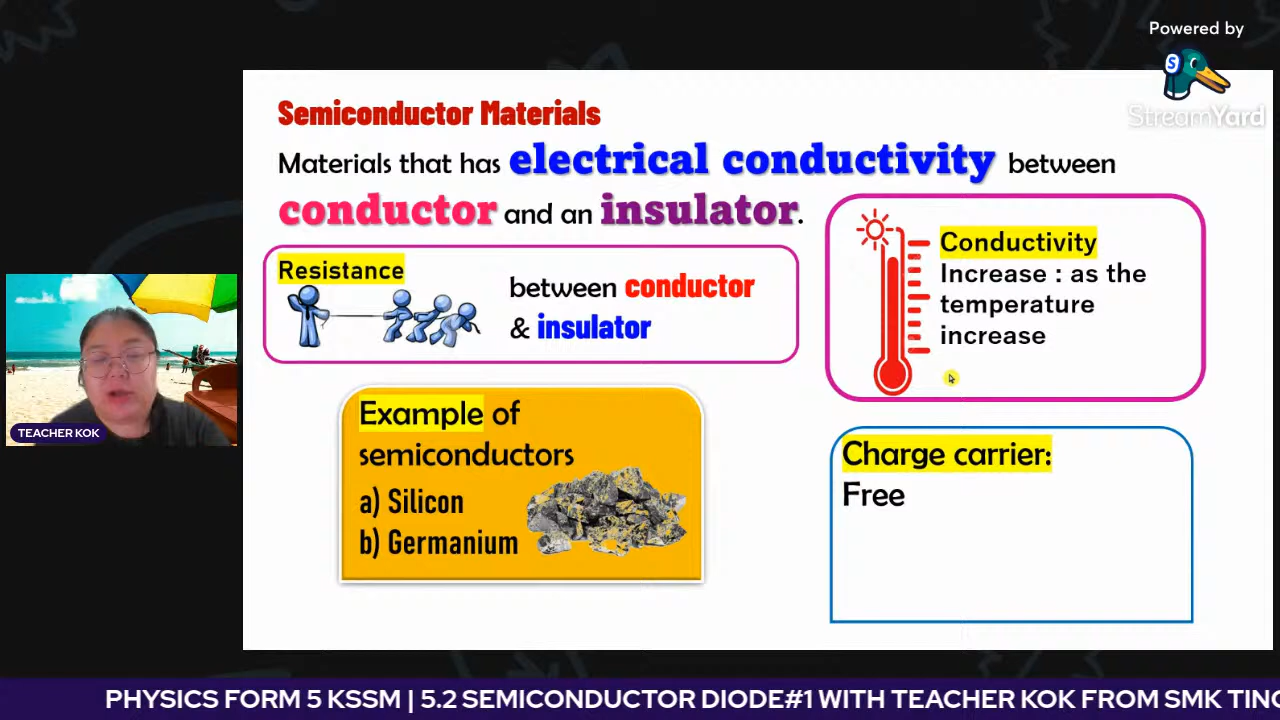 Powered by
S
StreamYard
Semiconductor Materials
Materials that has electrical conductivity between
conductor and an insulator.
Resistance
between conductor
& insulator
Conductivity
Increase : as the
temperature
increase
Example of
semiconductors
a) Silicon
b) Germanium
Charge carrier:
Free
TEACHER KOK
PHYSICS FORM 5 KSSM | 5.2 SEMICONDUCTOR DIODE#1 WITH TEACHER KOK FROM SMK TING